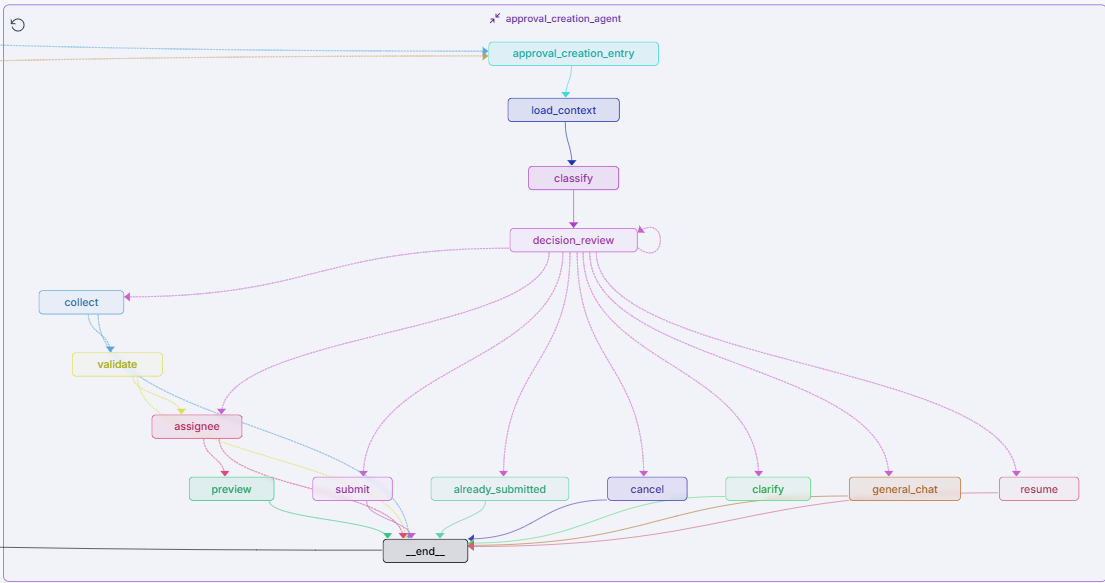 approval_creation_agent
approval_creation_entry
load_context
classify
decision_review
collect
validate
assignee
preview
submit
already_submitted
cancel
clarify
general_chat
resume
__end__